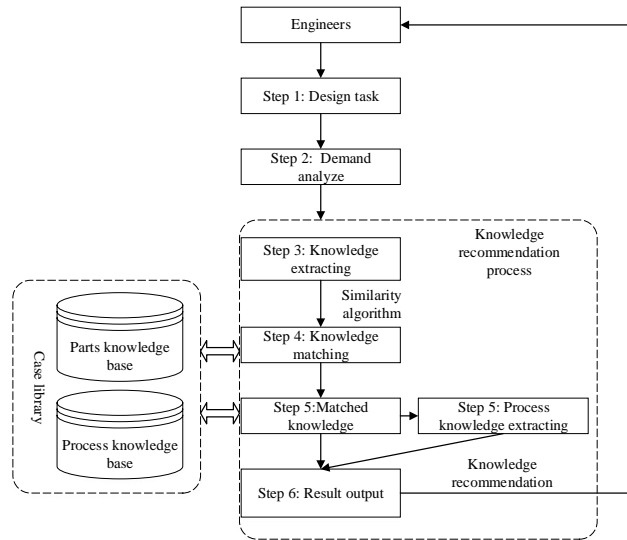 Engineers
Step 1: Design task
Step 2:  Demand
analyze
Knowledge
recommendation
process
Step 3: Knowledge
extracting
Similarity
algorithm
Case library
Parts knowledge
base
Step 4: Knowledge
matching
Process knowledge
base
Step 5:Matched
knowledge
Step 5: Process
knowledge extracting
Step 6: Result output
Knowledge
recommendation